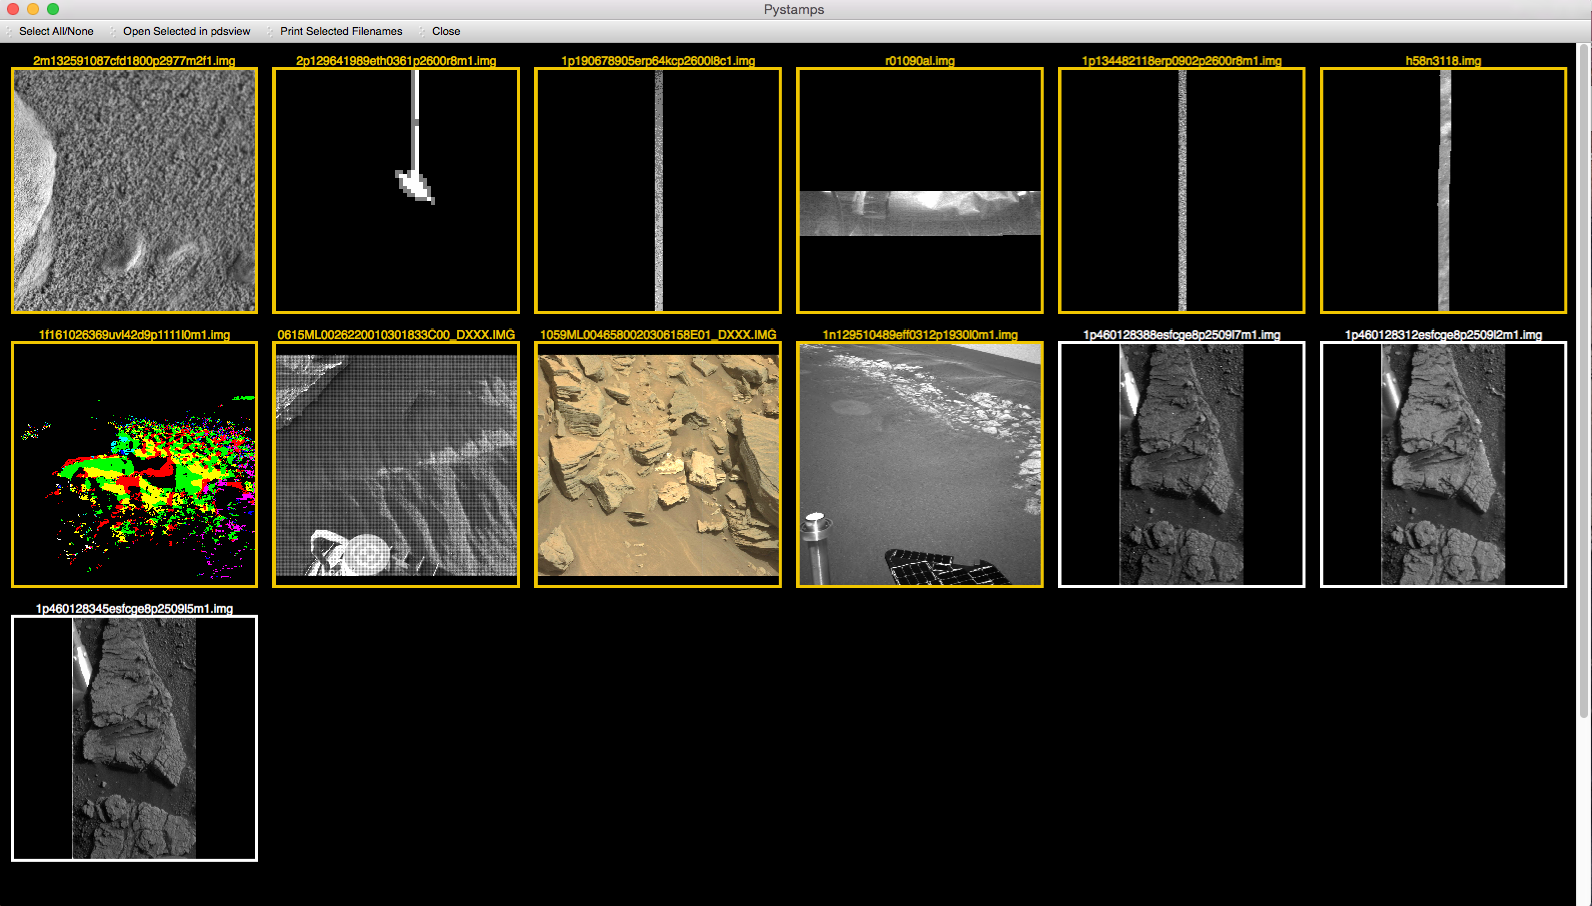 Pystamps
Select All/None Open Selected in pdsview Print Selected Filenames Close
2m132591087cfd1800p2977m2f1.img 2p129641989eth0361p2600r8m1.img 1p190678905erp64kcp2600l8c1.img r01090al.img 1p134482118erp0902p2600r8m1.img h58n3118.img
1f161026369uvl42d9p1111l0m1.img 0615ML0026220010301833C00_DXXX.IMG 1059ML0046580020306158E01_DXXX.IMG 1n129510489eff0312p1930l0m1.img 1p460128388esfcge8p2509l7m1.img 1p460128312esfcge8p2509l2m1.img
1p460128345esfcge8p2509l5m1.img